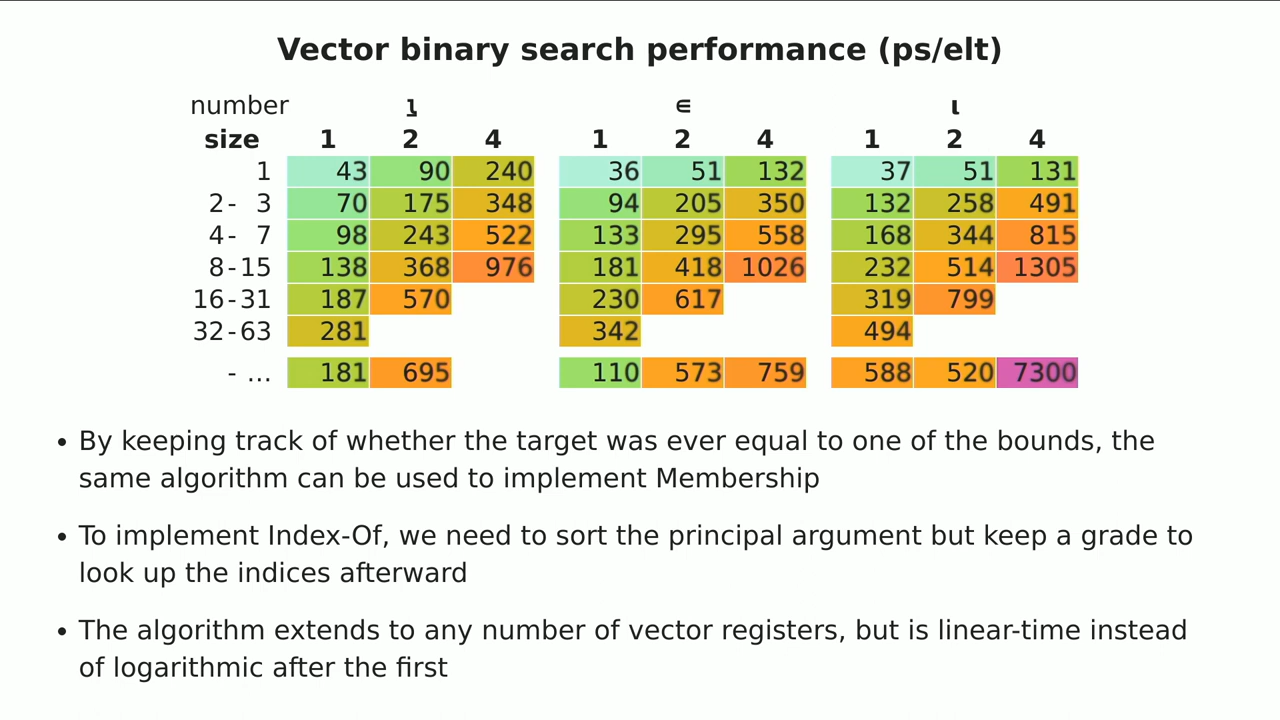 Vector binary search performance (ps/elt)
number ⍸ ∊ ⍳
size 1 2 4 1 2 4 1 2 4
1 43 90 240 36 51 132 37 51 131
2- 3 70 175 348 94 205 350 132 258 491
4- 7 98 243 522 133 295 558 168 344 815
8-15 138 368 976 181 418 1026 232 514 1305
16-31 187 570 230 617 319 799
32-63 281 342 494
- … 181 695 110 573 759 588 520 7300
• By keeping track of whether the target was ever equal to one of the bounds, the
same algorithm can be used to implement Membership
• To implement Index-Of, we need to sort the principal argument but keep a grade to
look up the indices afterward
• The algorithm extends to any number of vector registers, but is linear-time instead
of logarithmic after the first